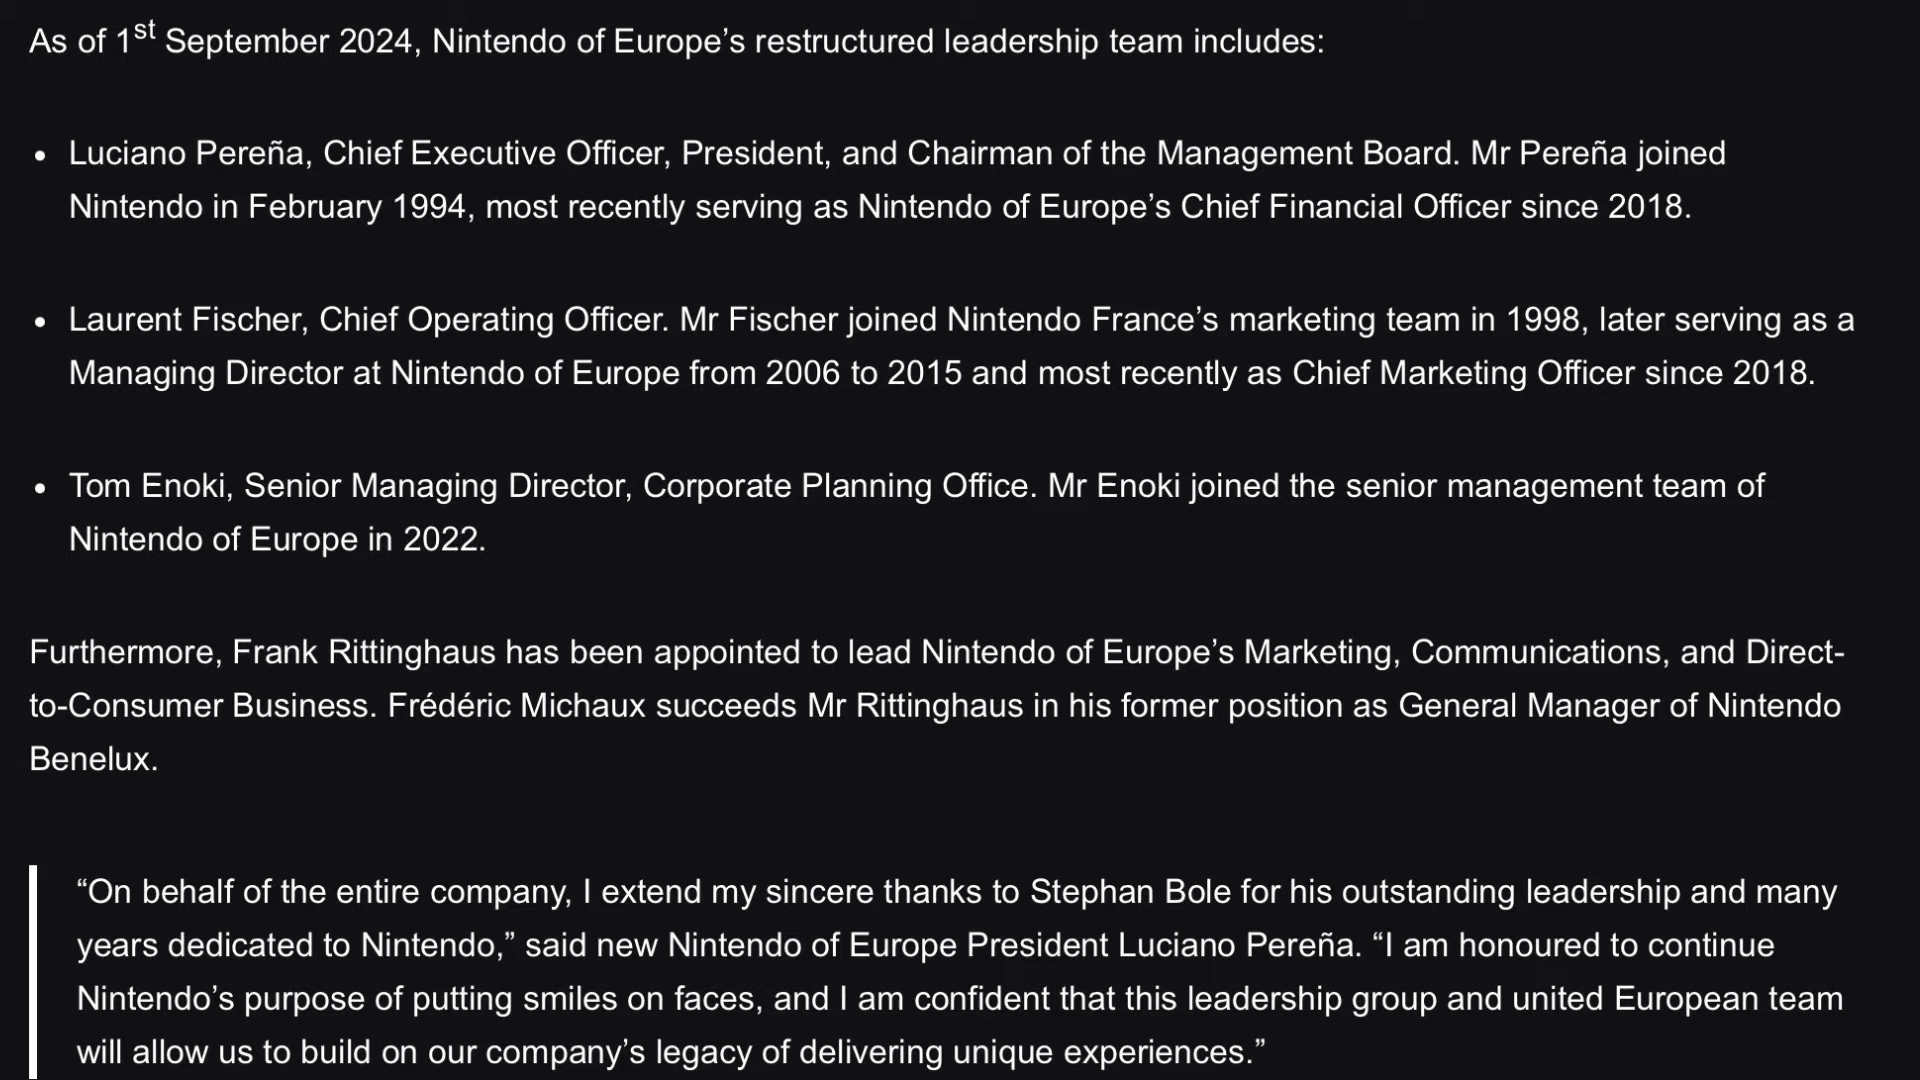 As of 1st September 2024, Nintendo of Europe’s restructured leadership team includes:
• Luciano Pereña, Chief Executive Officer, President, and Chairman of the Management Board. Mr Pereña joined
Nintendo in February 1994, most recently serving as Nintendo of Europe’s Chief Financial Officer since 2018.
• Laurent Fischer, Chief Operating Officer. Mr Fischer joined Nintendo France’s marketing team in 1998, later serving as a
Managing Director at Nintendo of Europe from 2006 to 2015 and most recently as Chief Marketing Officer since 2018.
• Tom Enoki, Senior Managing Director, Corporate Planning Office. Mr Enoki joined the senior management team of
Nintendo of Europe in 2022.
Furthermore, Frank Rittinghaus has been appointed to lead Nintendo of Europe’s Marketing, Communications, and Direct-
to-Consumer Business. Frédéric Michaux succeeds Mr Rittinghaus in his former position as General Manager of Nintendo
Benelux.
“On behalf of the entire company, I extend my sincere thanks to Stephan Bole for his outstanding leadership and many
years dedicated to Nintendo,” said new Nintendo of Europe President Luciano Pereña. “I am honoured to continue
Nintendo’s purpose of putting smiles on faces, and I am confident that this leadership group and united European team
will allow us to build on our company’s legacy of delivering unique experiences.”